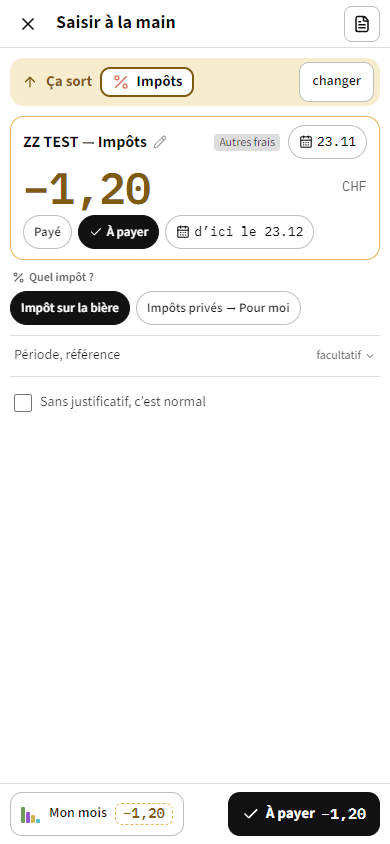 Saisir à la main
Ça sort
Impôts
changer
ZZ TEST — Impôts
Autres frais
23.11
−1,20
CHF
Payé
À payer
d’ici le 23.12
Quel impôt ?
Impôt sur la bière
Impôts privés → Pour moi
Période, référence
facultatif
Sans justificatif, c’est normal
Mon mois
−1,20
À payer −1,20